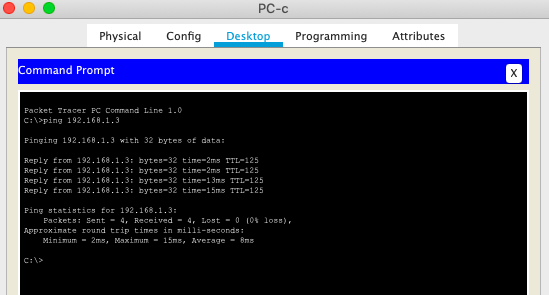 PC-c
Physical Config Desktop Programming Attributes
Command Prompt X
Packet Tracer PC Command Line 1.0
C:\>ping 192.168.1.3
Pinging 192.168.1.3 with 32 bytes of data:
Reply from 192.168.1.3: bytes=32 time=2ms TTL=125
Reply from 192.168.1.3: bytes=32 time=2ms TTL=125
Reply from 192.168.1.3: bytes=32 time=13ms TTL=125
Reply from 192.168.1.3: bytes=32 time=15ms TTL=125
Ping statistics for 192.168.1.3:
Packets: Sent = 4, Received = 4, Lost = 0 (0% loss),
Approximate round trip times in milli-seconds:
Minimum = 2ms, Maximum = 15ms, Average = 8ms
C:\>